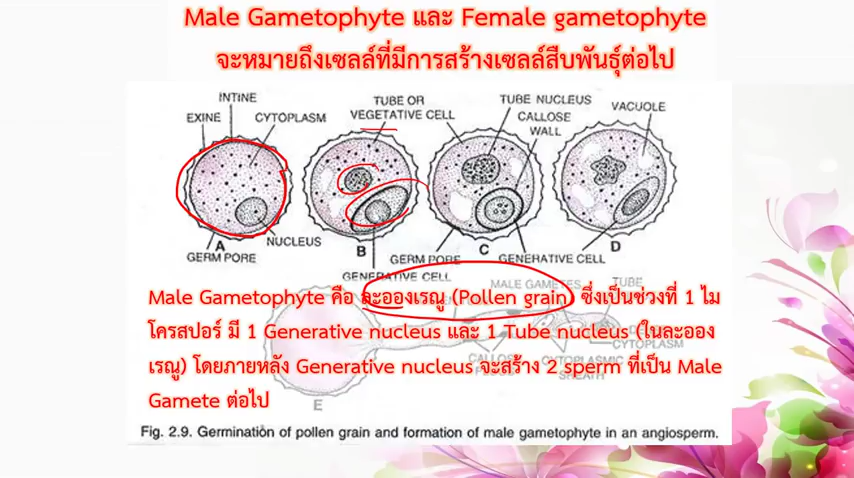 Male Gametophyte และ Female gametophyte
จะหมายถึงเซลล์ที่มีการสร้างเซลล์สืบพันธุ์ต่อไป
INTINE
EXINE
CYTOPLASM
TUBE OR
VEGETATIVE CELL
TUBE NUCLEUS
CALLOSE
WALL
VACUOLE
A
B
C
D
NUCLEUS
GERM PORE
GENERATIVE CELL
GERM PORE
GENERATIVE CELL
MALE GAMETES
TUBE
Male Gametophyte คือ ละอองเรณู (Pollen grain) ซึ่งเป็นช่วงที่ 1 ไม
โครสปอร์ มี 1 Generative nucleus และ 1 Tube nucleus (ในละออง
CYTOPLASM
เรณู) โดยภายหลัง Generative nucleus จะสร้าง 2 sperm ที่เป็น Male
CYTOPLASMIC
SHEATH
Gamete ต่อไป
E
Fig. 2.9. Germination of pollen grain and formation of male gametophyte in an angiosperm.